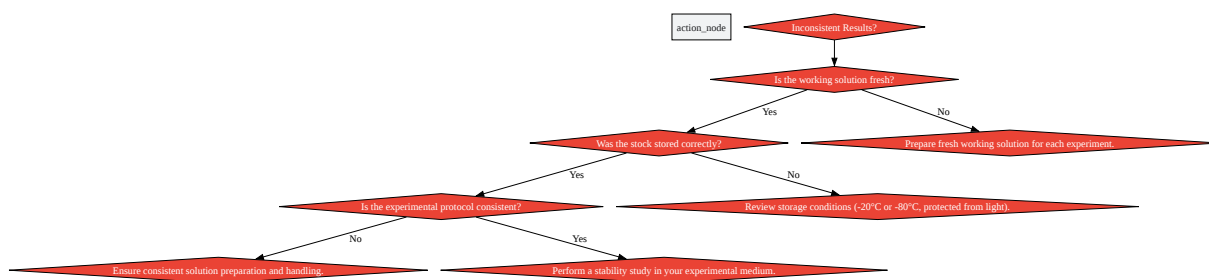 action_node
Inconsistent Results?
Is the working solution fresh?
Yes
No
Was the stock stored correctly?
Prepare fresh working solution for each experiment.
Yes
No
Is the experimental protocol consistent?
Review storage conditions (-20°C or -80°C, protected from light).
No
Yes
Ensure consistent solution preparation and handling.
Perform a stability study in your experimental medium.